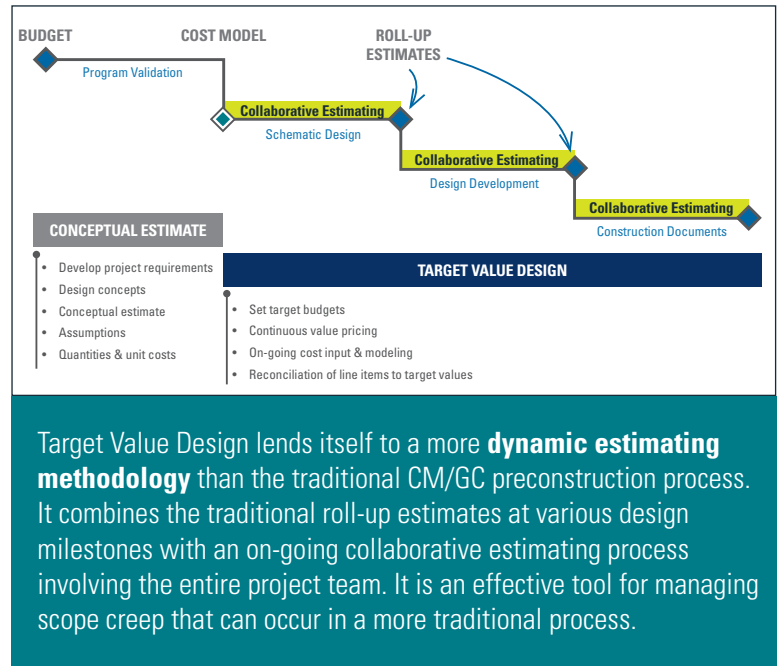 BUDGET
COST MODEL
ROLL-UP
ESTIMATES
Program Validation
Collaborative Estimating
Schematic Design
Collaborative Estimating
Design Development
Collaborative Estimating
Construction Documents
CONCEPTUAL ESTIMATE
• Develop project requirements
• Design concepts
• Conceptual estimate
• Assumptions
• Quantities & unit costs
TARGET VALUE DESIGN
• Set target budgets
• Continuous value pricing
• On-going cost input & modeling
• Reconciliation of line items to target values
Target Value Design lends itself to a more dynamic estimating
methodology than the traditional CM/GC preconstruction process.
It combines the traditional roll-up estimates at various design
milestones with an on-going collaborative estimating process
involving the entire project team. It is an effective tool for managing
scope creep that can occur in a more traditional process.